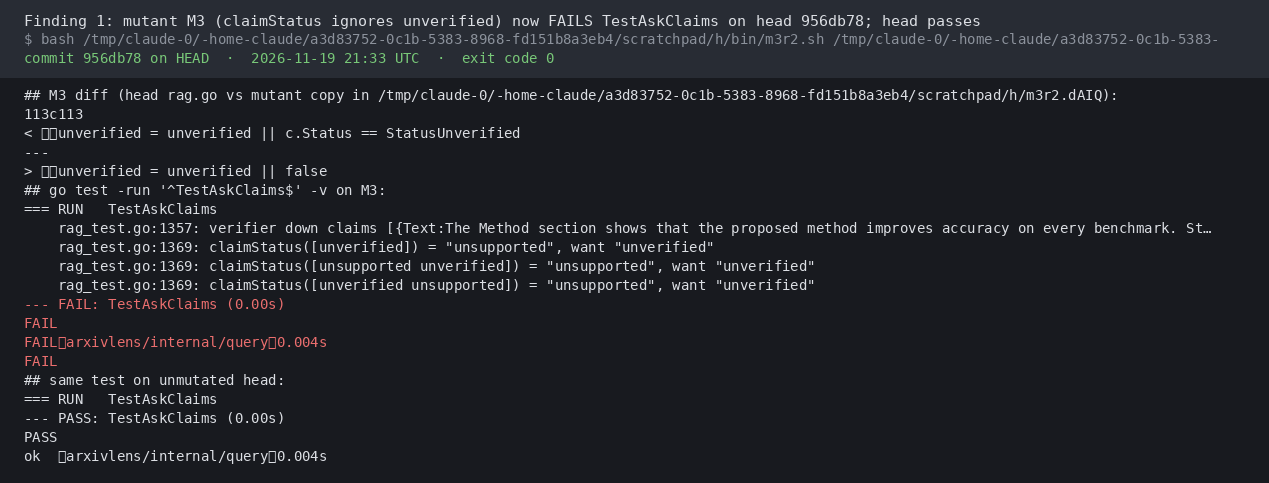 Finding 1: mutant M3 (claimStatus ignores unverified) now FAILS TestAskClaims on head 956db78; head passes
$ bash /tmp/claude-0/-home-claude/a3d83752-0c1b-5383-8968-fd151b8a3eb4/scratchpad/h/bin/m3r2.sh /tmp/claude-0/-home-claude/a3d83752-0c1b-5383-
commit 956db78 on HEAD · 2026-11-19 21:33 UTC · exit code 0
## M3 diff (head rag.go vs mutant copy in /tmp/claude-0/-home-claude/a3d83752-0c1b-5383-8968-fd151b8a3eb4/scratchpad/h/m3r2.dAIQ):
113c113
< unverified = unverified || c.Status == StatusUnverified
---
> unverified = unverified || false
## go test -run '^TestAskClaims$' -v on M3:
=== RUN   TestAskClaims
    rag_test.go:1357: verifier down claims [{Text:The Method section shows that the proposed method improves accuracy on every benchmark. St…
    rag_test.go:1369: claimStatus([unverified]) = "unsupported", want "unverified"
    rag_test.go:1369: claimStatus([unsupported unverified]) = "unsupported", want "unverified"
    rag_test.go:1369: claimStatus([unverified unsupported]) = "unsupported", want "unverified"
--- FAIL: TestAskClaims (0.00s)
FAIL
FAIL arxivlens/internal/query 0.004s
FAIL
## same test on unmutated head:
=== RUN   TestAskClaims
--- PASS: TestAskClaims (0.00s)
PASS
ok   arxivlens/internal/query 0.004s